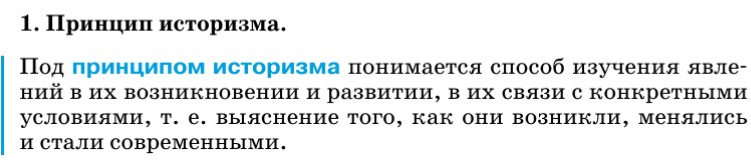 1. Принцип историзма.
Под принципом историзма понимается способ изучения явле-
ний в их возникновении и развитии, в их связи с конкретными
условиями, т. е. выяснение того, как они возникли, менялись
и стали современными.